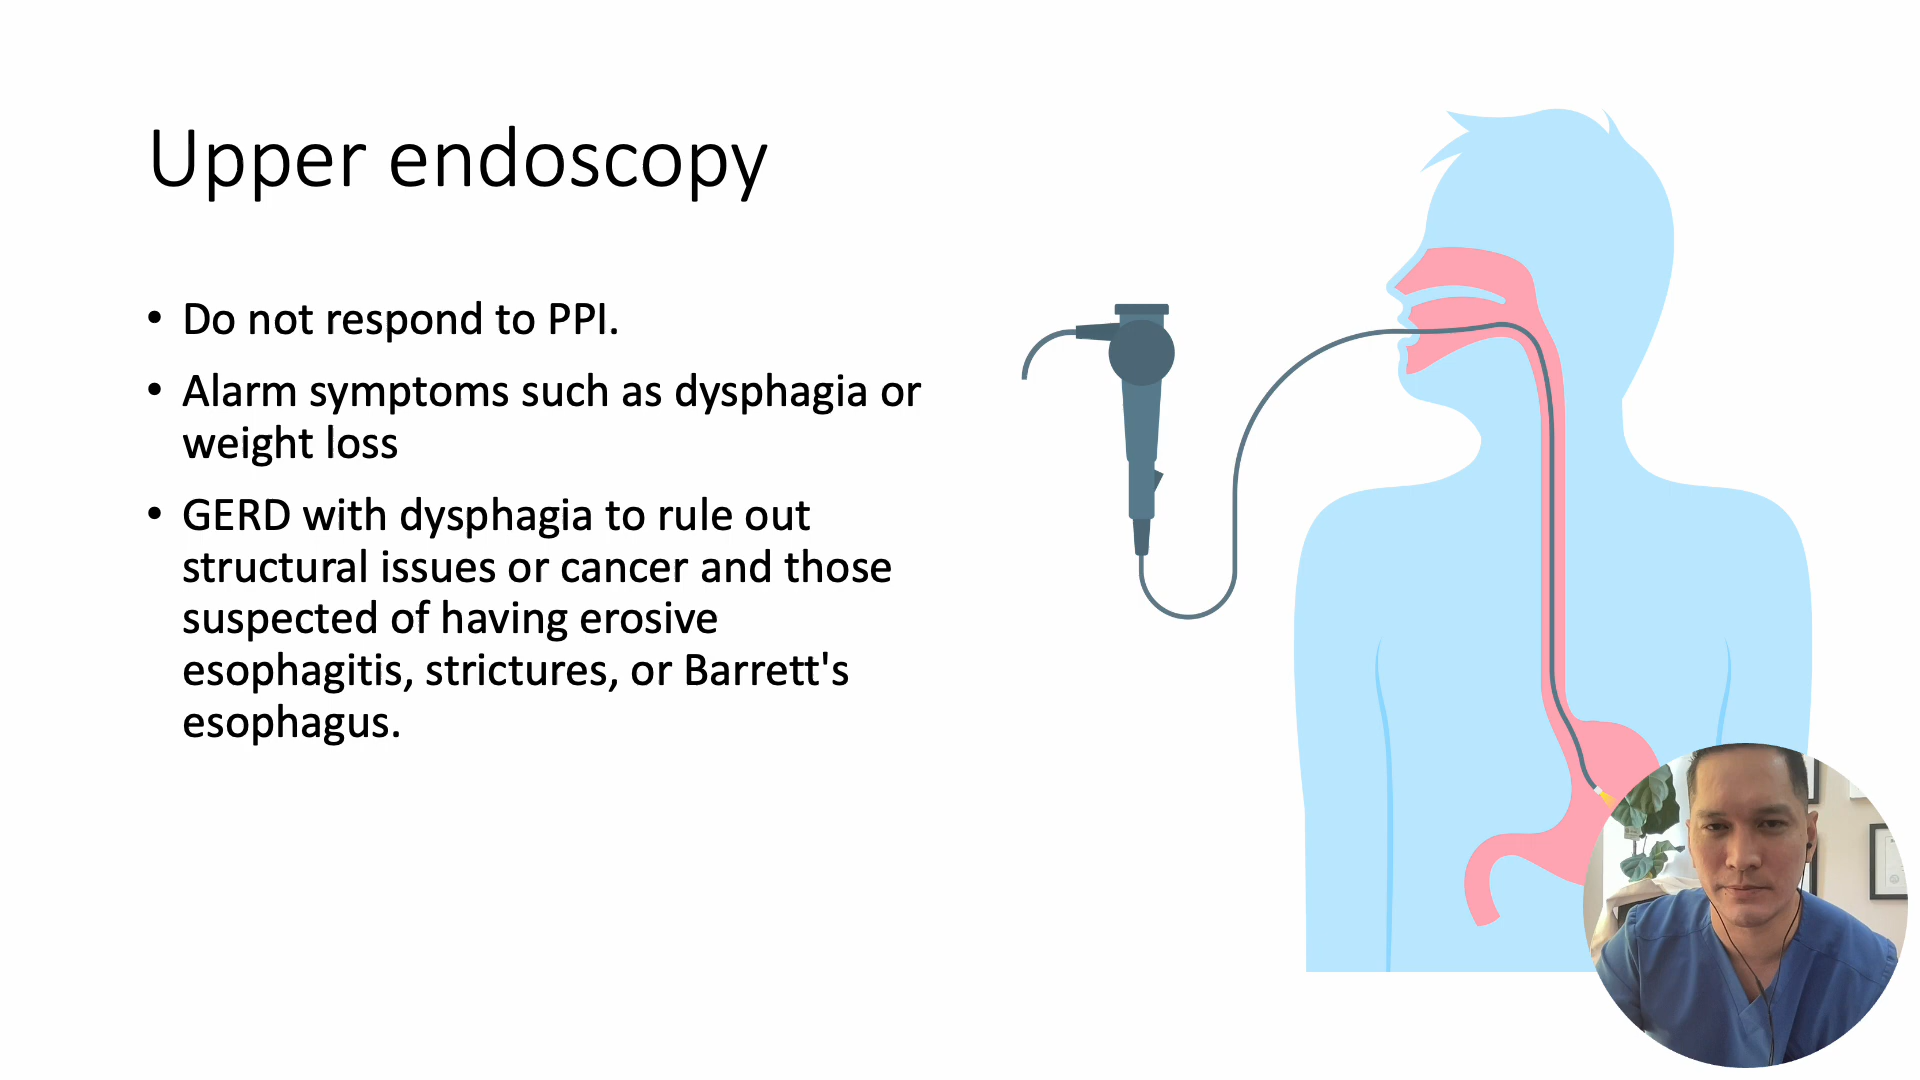 Upper endoscopy
• Do not respond to PPI.
• Alarm symptoms such as dysphagia or
weight loss
• GERD with dysphagia to rule out
structural issues or cancer and those
suspected of having erosive
esophagitis, strictures, or Barrett's
esophagus.